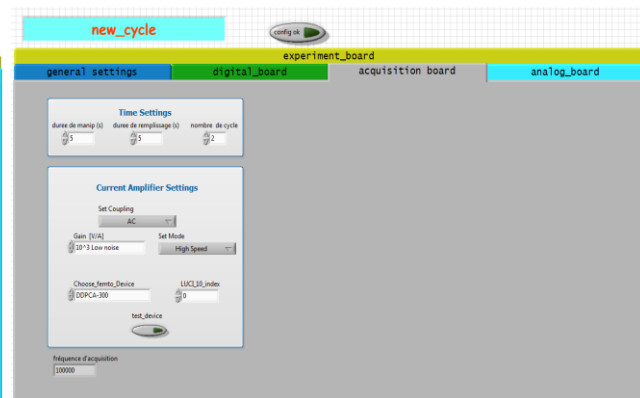 new_cycle
config ok
experiment_board
general settings digital_board acquisition board analog_board
Time Settings
duree de manip (s) duree de remplissage (s) nombre de cycle
5 5 2
Current Amplifier Settings
Set Coupling
AC
Gain [V/A] Set Mode
10^3 Low noise High Speed
Choose_femto_Device LUCI_10_index
DDPCA-300 0
test_device
fréquence d'acquisition
100000